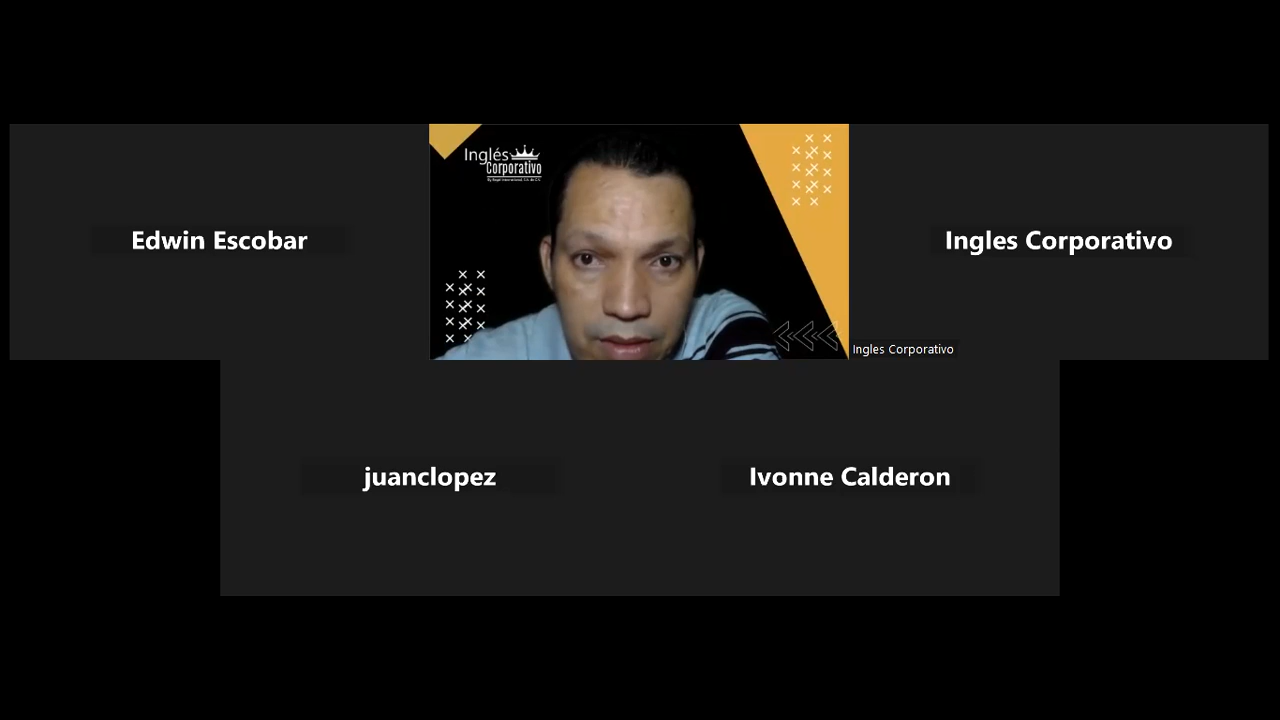 Inglés
Corporativo
Edwin Escobar
Ingles Corporativo
Ingles Corporativo
juanclopez
Ivonne Calderon